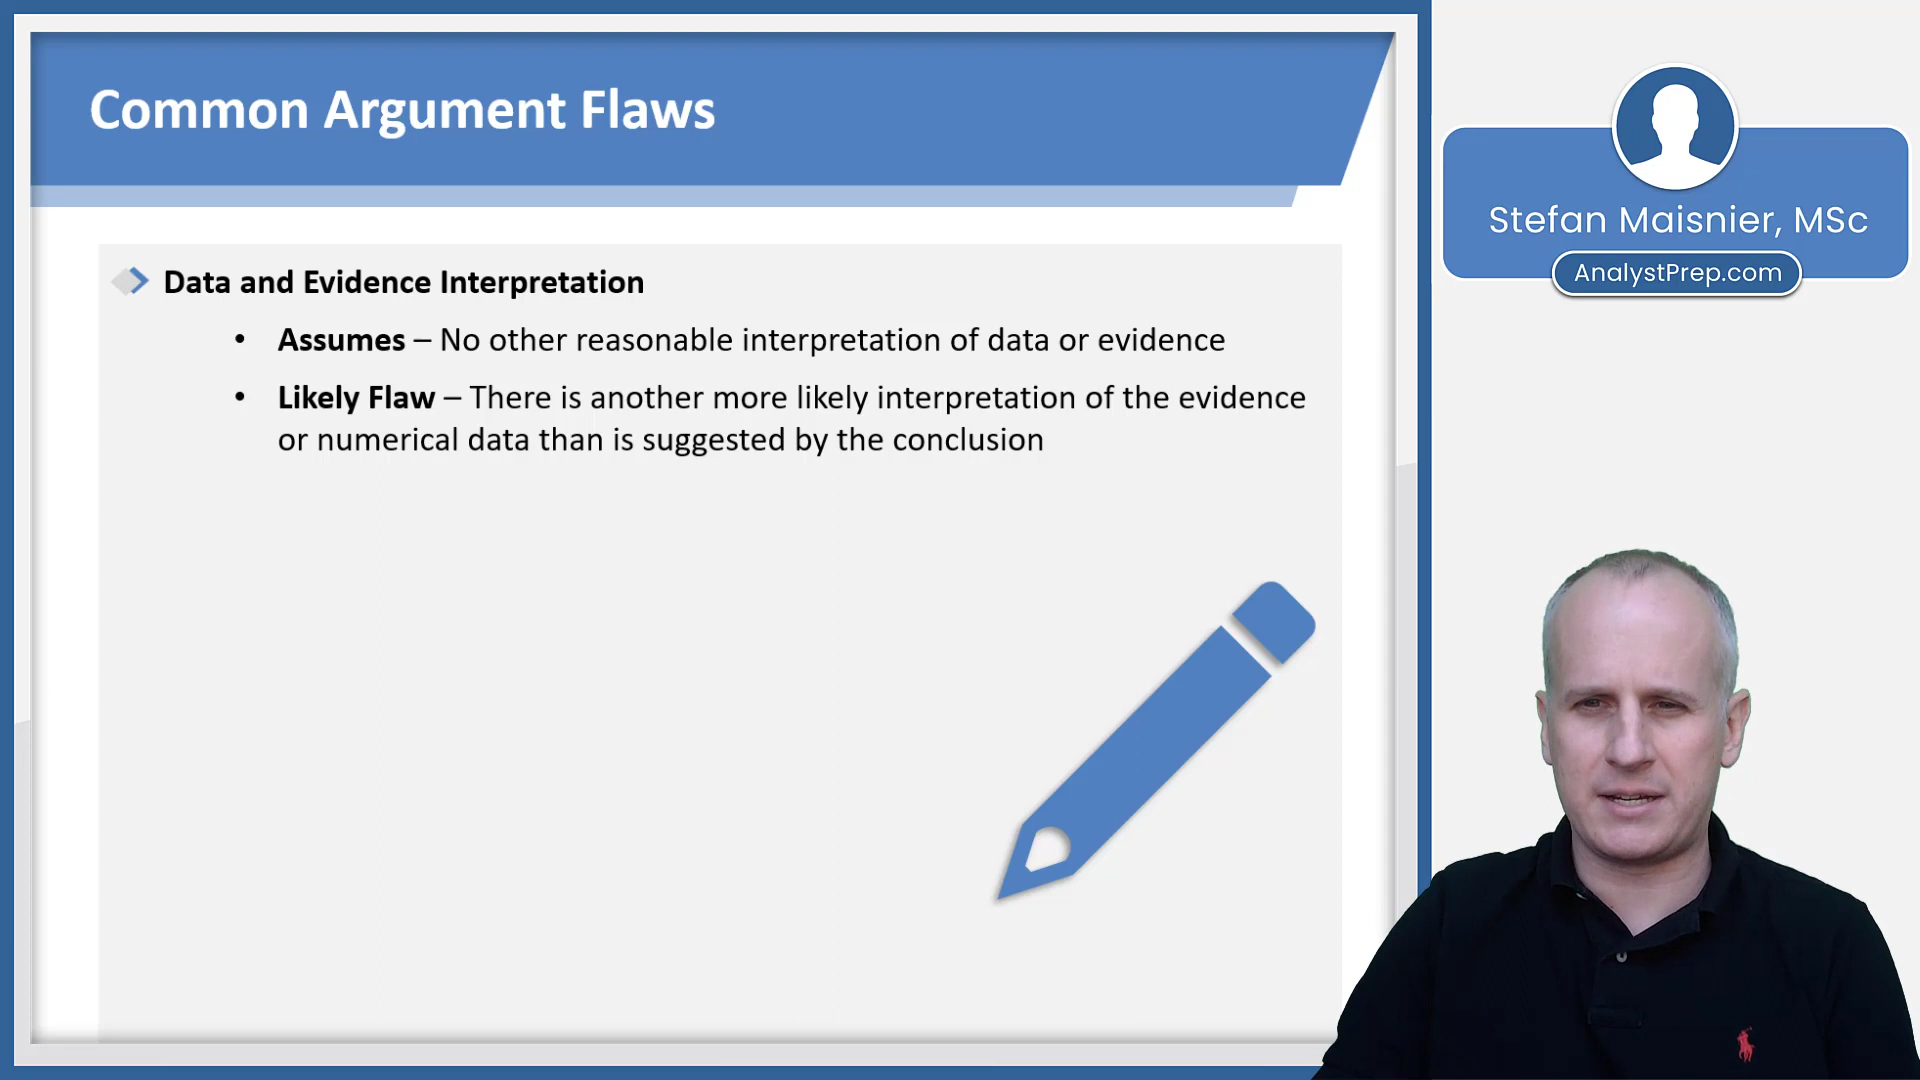 Common Argument Flaws
Data and Evidence Interpretation
• Assumes – No other reasonable interpretation of data or evidence
• Likely Flaw – There is another more likely interpretation of the evidence
or numerical data than is suggested by the conclusion
Stefan Maisnier, MSc
AnalystPrep.com